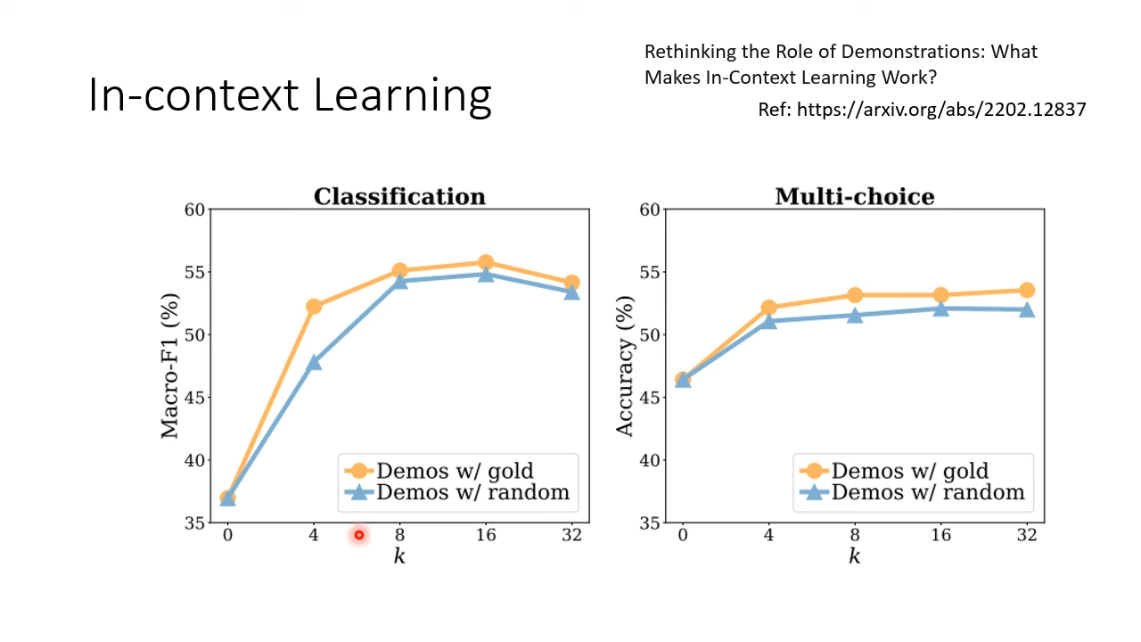 Rethinking the Role of Demonstrations: What
Makes In-Context Learning Work?
In-context Learning
Ref: https://arxiv.org/abs/2202.12837
Classification
60
55
50
45
40
35
Macro-F1 (%)
Demos w/ gold
Demos w/ random
0 4 8 16 32
k
Multi-choice
60
55
50
45
40
35
Accuracy (%)
Demos w/ gold
Demos w/ random
0 4 8 16 32
k